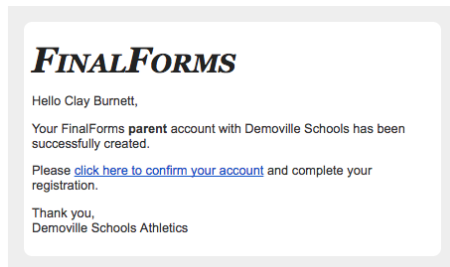 FINALFORMS
Hello Clay Burnett,
Your FinalForms parent account with Demoville Schools has been
successfully created.
Please click here to confirm your account and complete your
registration.
Thank you,
Demoville Schools Athletics